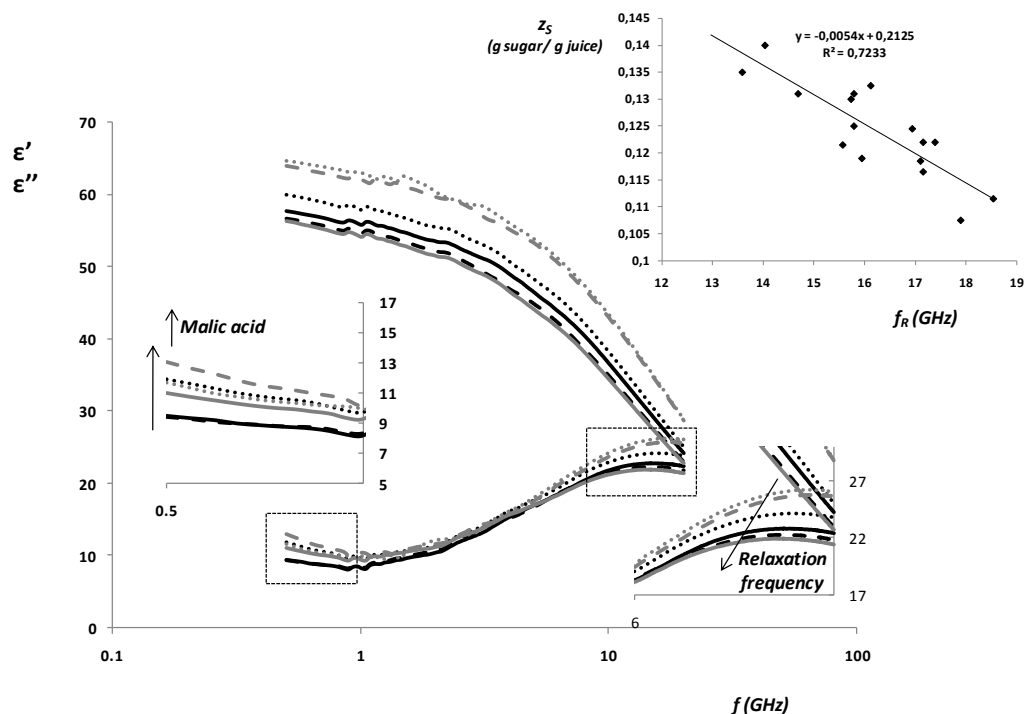 z_S
(g sugar/ g juice)
y = -0,0054x + 0,2125
R² = 0,7233
0,145
0,14
0,135
0,13
0,125
0,12
0,115
0,11
0,105
0,1
12 13 14 15 16 17 18 19
f_R (GHz)
ε’
ε’’
70
60
50
40
30
20
10
0
0.1 1 10 100
f (GHz)
Malic acid
17
15
13
11
9
7
5
0.5
27
22
17
Relaxation
frequency
6